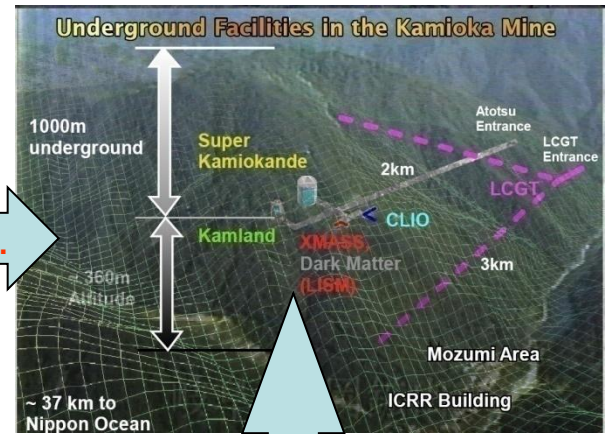 Underground Facilities in the Kamioka Mine
1000m
underground
Super
Kamiokande
Atotsu
Entrance
LCGT
Entrance
2km
LCGT
CLIO
Kamland
XMASS,
Dark Matter
(LISM)
360m
Altitude
3km
Mozumi Area
ICRR Building
~ 37 km to
Nippon Ocean